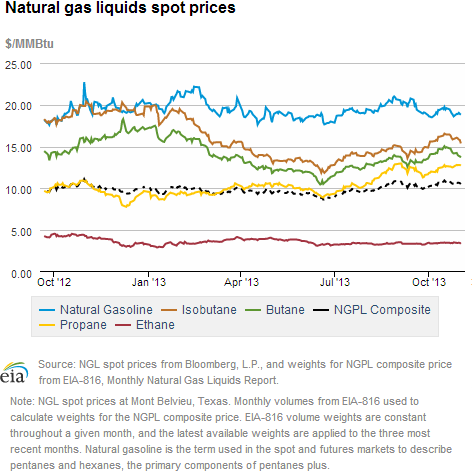 Natural gas liquids spot prices
$/MMBtu
25.00
20.00
15.00
10.00
5.00
0.00
Oct '12 Jan '13 Apr '13 Jul '13 Oct '13
Natural Gasoline Isobutane Butane NGPL Composite
Propane Ethane
eia
Source: NGL spot prices from Bloomberg, L.P., and weights for NGPL composite price
from EIA-816, Monthly Natural Gas Liquids Report.
Note: NGL spot prices at Mont Belvieu, Texas. Monthly volumes from EIA-816 used to
calculate weights for the NGPL composite price. EIA-816 volume weights are constant
throughout a given month, and the latest available weights are applied to the three most
recent months. Natural gasoline is the term used in the spot and futures markets to describe
pentanes and hexanes, the primary components of pentanes plus.